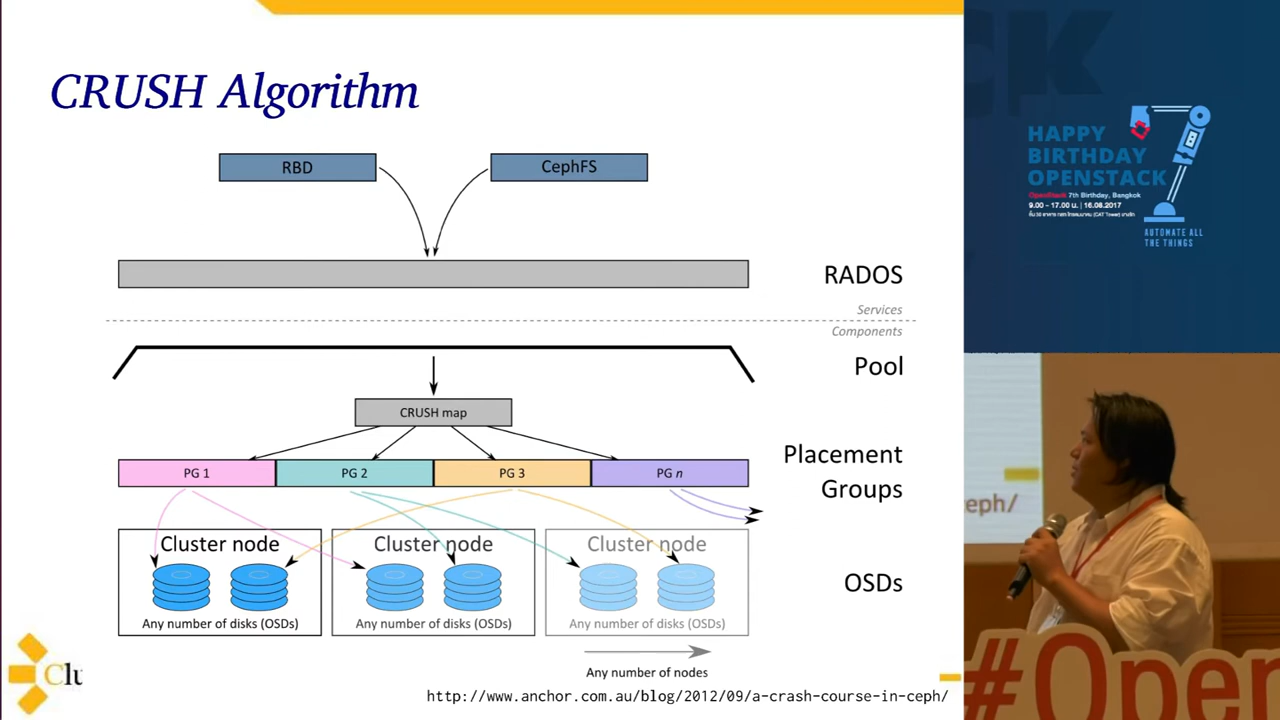 CRUSH Algorithm
RBD
CephFS
RADOS
Services
Components
Pool
CRUSH map
Placement
Groups
PG 1
PG 2
PG 3
PG n
Cluster node
Cluster node
Cluster node
OSDs
Any number of disks (OSDs)
Any number of disks (OSDs)
Any number of disks (OSDs)
Any number of nodes
http://www.anchor.com.au/blog/2012/09/a-crash-course-in-ceph/
Clu
HAPPY
BIRTHDAY
OPENSTACK
OpenStack 7th Birthday, Bangkok
9.00 - 17.00 น. | 16.08.2017
AUTOMATE ALL
THE THINGS
eph/
#Open